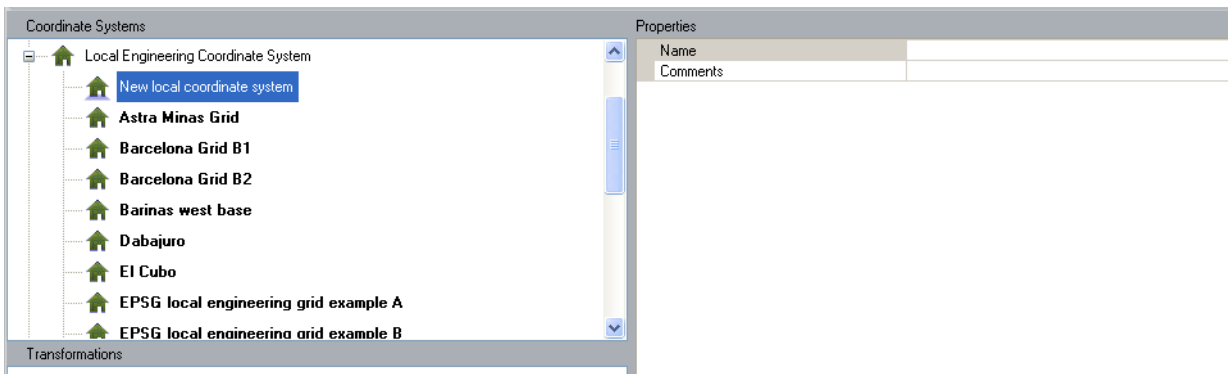 Coordinate Systems
Local Engineering Coordinate System
New local coordinate system
Astra Minas Grid
Barcelona Grid B1
Barcelona Grid B2
Barinas west base
Dabajuro
El Cubo
EPSG local engineering grid example A
EPSG local engineering grid example B
Transformations
Properties
Name
Comments